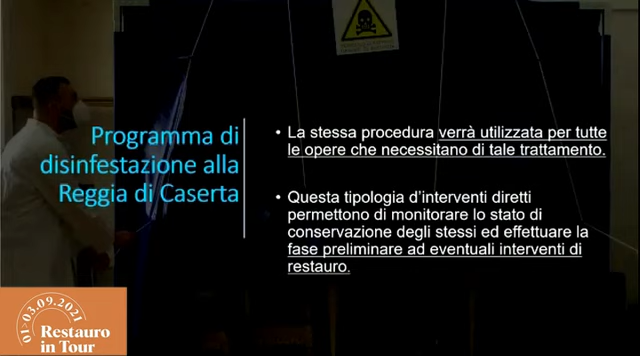 Programma di
disinfestazione alla
Reggia di Caserta
• La stessa procedura verrà utilizzata per tutte
le opere che necessitano di tale trattamento.
• Questa tipologia d'interventi diretti
permettono di monitorare lo stato di
conservazione degli stessi ed effettuare la
fase preliminare ad eventuali interventi di
restauro.
01>03.09.2021
Restauro
in Tour